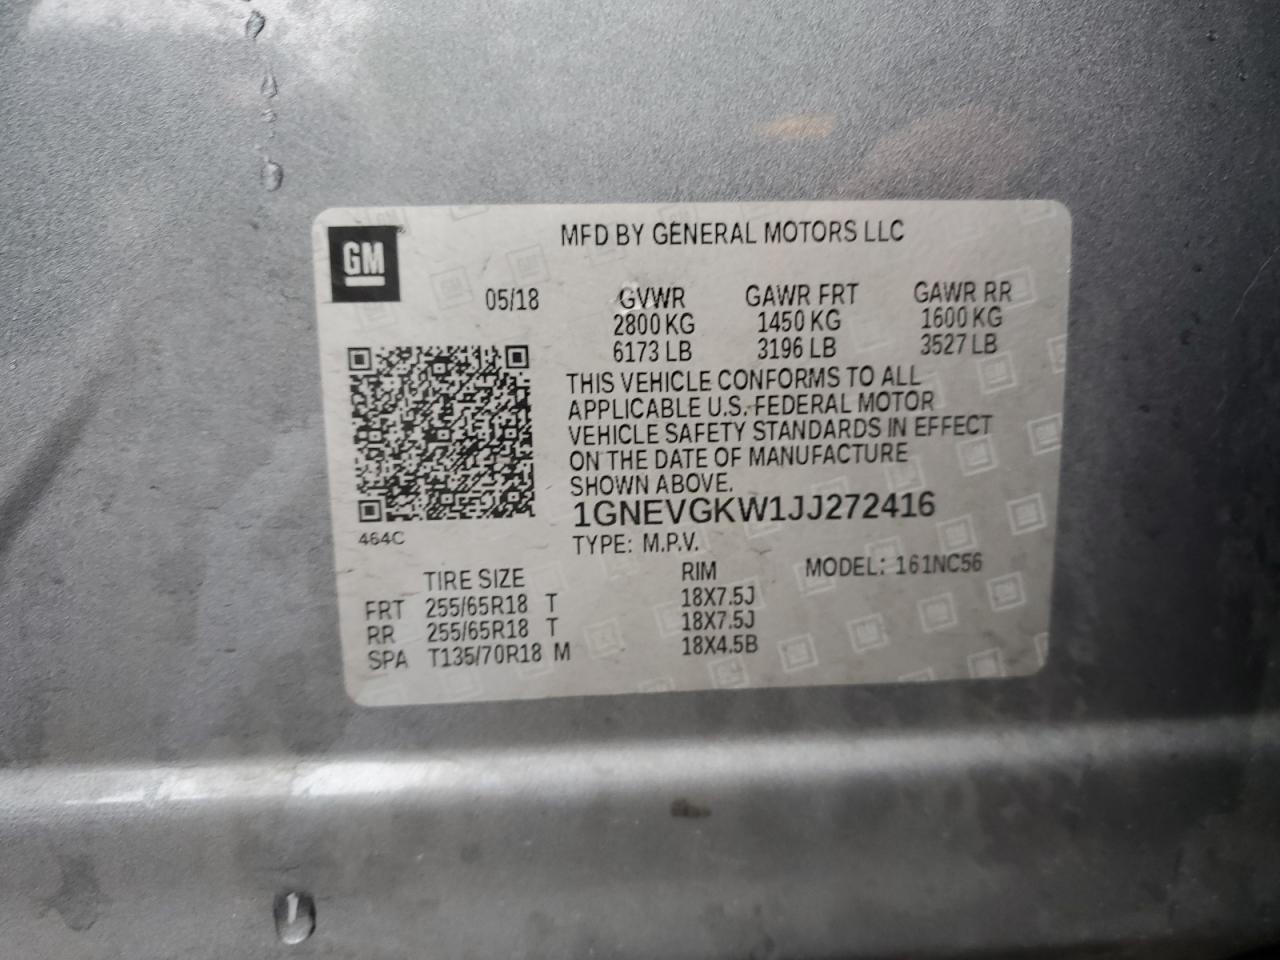 GM
MFD BY GENERAL MOTORS LLC
05/18 GVWR GAWR FRT GAWR RR
2800 KG 1450 KG 1600 KG
6173 LB 3196 LB 3527 LB
THIS VEHICLE CONFORMS TO ALL
APPLICABLE U.S. FEDERAL MOTOR
VEHICLE SAFETY STANDARDS IN EFFECT
ON THE DATE OF MANUFACTURE
SHOWN ABOVE.
1GNEVGKW1JJ272416
464C
TYPE: M.P.V.
TIRE SIZE RIM MODEL: 161NC56
FRT 255/65R18 T 18X7.5J
RR 255/65R18 T 18X7.5J
SPA T135/70R18 M 18X4.5B